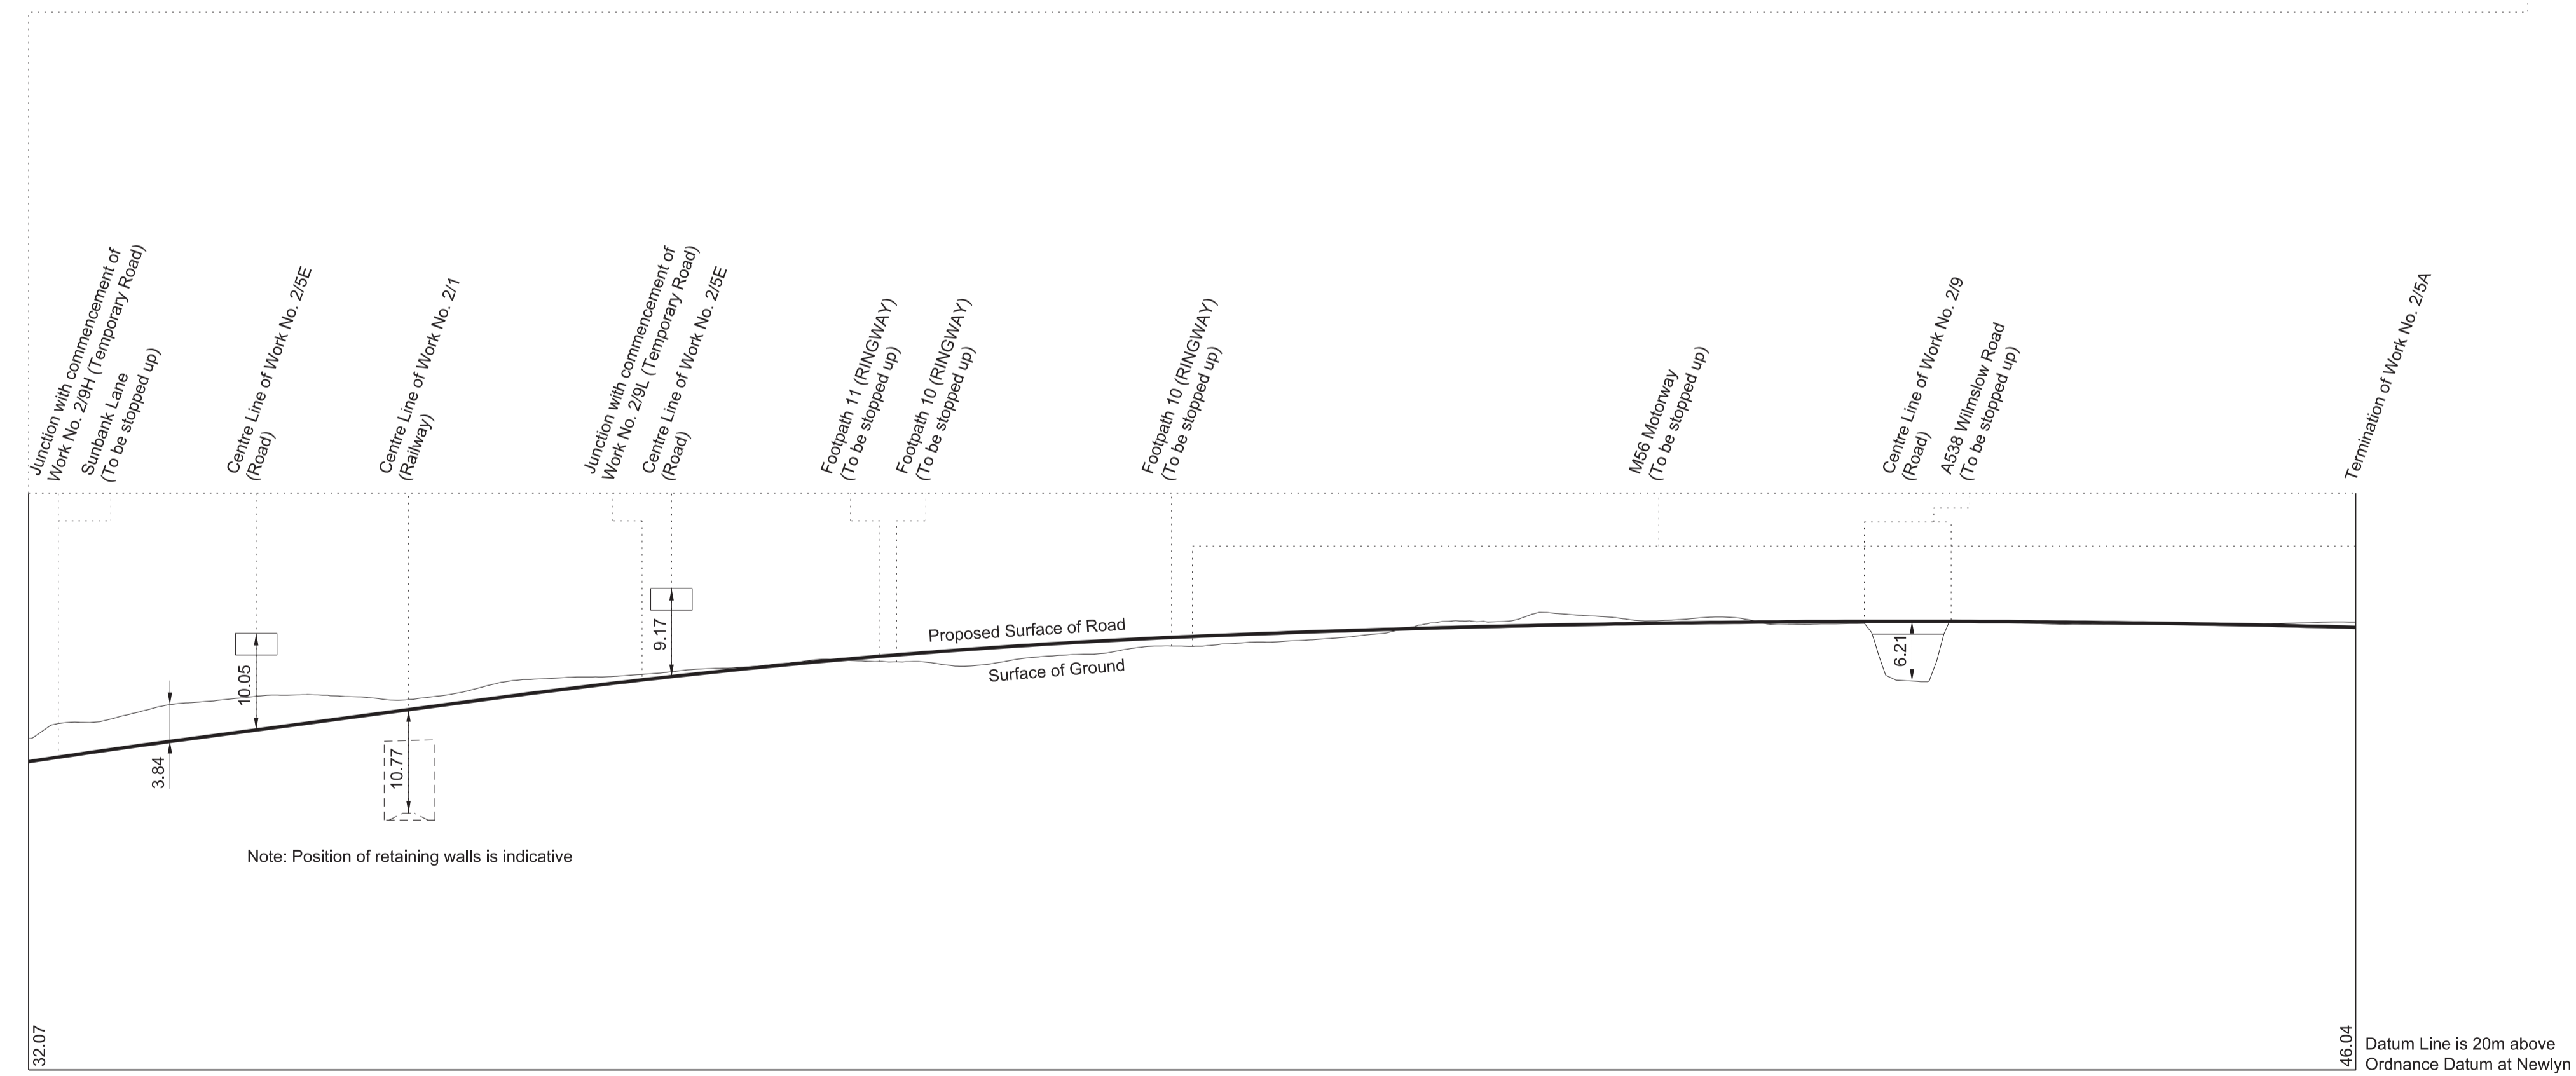 Junction with commencement of
Work No. 2/9H (Temporary Road)
Sunbank Lane
(To be stopped up)
Centre Line of Work No. 2/5E
(Road)
Centre Line of Work No. 2/1
(Railway)
Junction with commencement of
Work No. 2/9L (Temporary Road)
Centre Line of Work No. 2/5E
(Road)
Footpath 11 (RINGWAY)
(To be stopped up)
Footpath 10 (RINGWAY)
(To be stopped up)
Footpath 10 (RINGWAY)
(To be stopped up)
M56 Motorway
(To be stopped up)
Centre Line of Work No. 2/9
(Road)
A538 Wilmslow Road
(To be stopped up)
Termination of Work No. 2/5A
3.84
10.05
10.77
9.17
Proposed Surface of Road
Surface of Ground
6.21
Note: Position of retaining walls is indicative
32.07
46.04
Datum Line is 20m above
Ordnance Datum at Newlyn